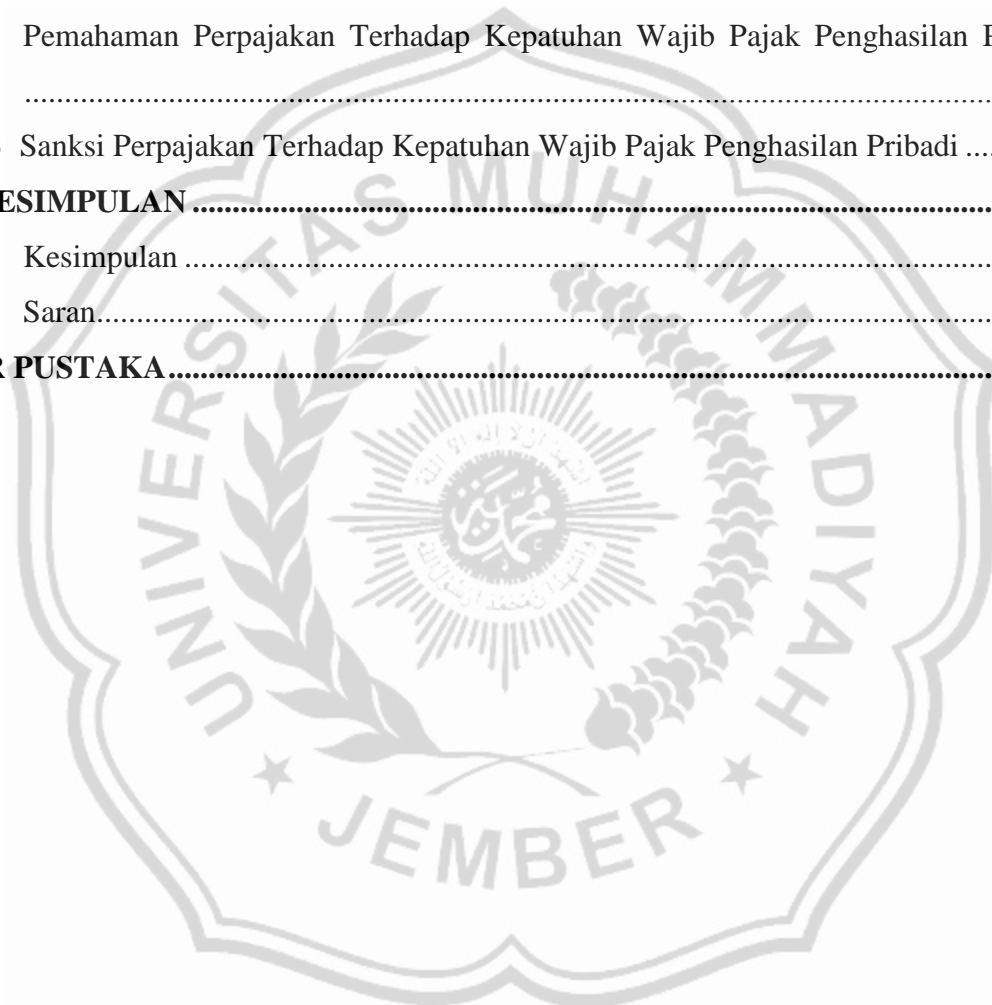 Pemahaman Perpajakan Terhadap Kepatuhan Wajib Pajak Penghasilan
..........................................................................................................................
Sanksi Perpajakan Terhadap Kepatuhan Wajib Pajak Penghasilan Pribadi ....
ESIMPULAN ....................................................................................................
Kesimpulan .....................................................................................................
Saran................................................................................................................
R PUSTAKA.......................................................................................................
UNIVERSITAS MUHAMMADIYAH
JEMBER